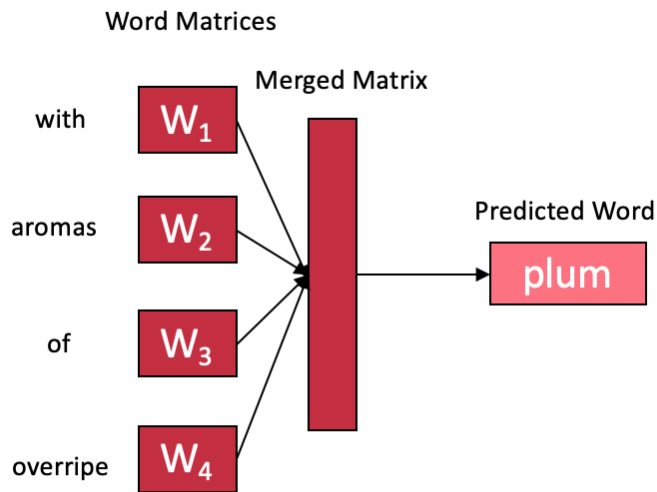 Word Matrices
Merged Matrix
with W₁
aromas W₂
Predicted Word
plum
of W₃
overripe W₄